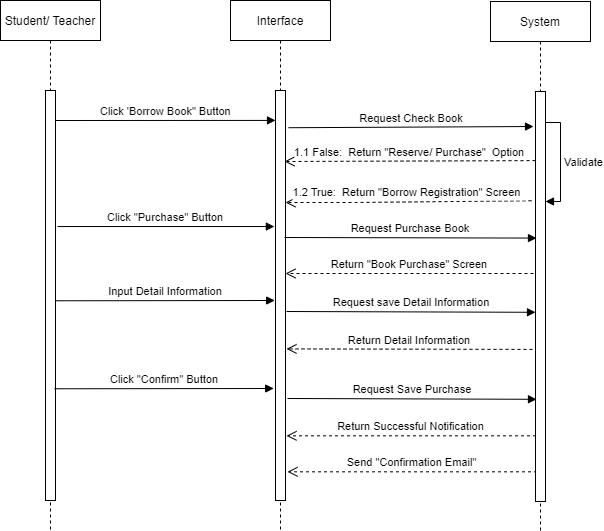 Student/ Teacher
Interface
System
Click 'Borrow Book" Button
Request Check Book
1.1 False:  Return "Reserve/ Purchase"  Option
Validate
1.2 True:  Return "Borrow Registration" Screen
Click "Purchase" Button
Request Purchase Book
Return "Book Purchase" Screen
Input Detail Information
Request save Detail Information
Return Detail Information
Click "Confirm" Button
Request Save Purchase
Return Successful Notification
Send "Confirmation Email"